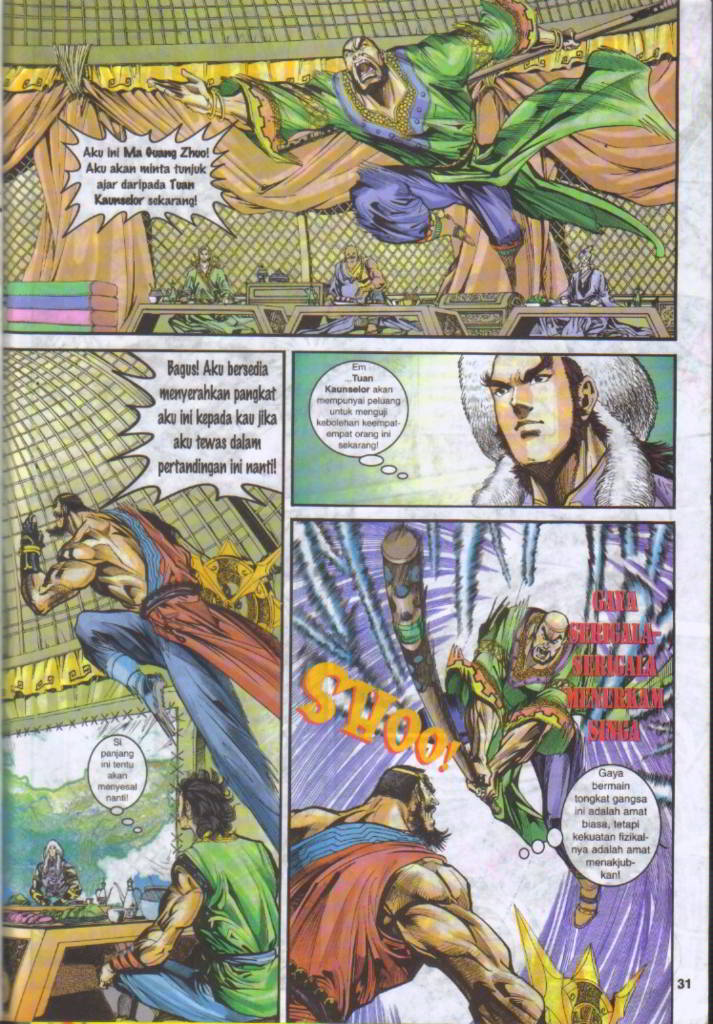 Aku ini Ma Guang Zhuo!
Aku akan minta tunjuk
ajar daripada Tuan
Kaunselor sekarang!
Bagus! Aku bersedia
menyerahkan pangkat
aku ini kepada kau jika
aku tewas dalam
pertandingan ini nanti!
Em
...Tuan
Kaunselor akan
mempunyai peluang
untuk menguji
kebolehan keempat-
empat orang ini
sekarang!
Si
panjang
ini tentu
akan
menyesal
nanti!
GAYA
SERIGALA-
SERIGALA
MENERKAM
SINGA
SHOO!
Gaya
bermain
tongkat gangsa
ini adalah amat
biasa, tetapi
kekuatan fizikal-
nya adalah amat
menakjub-
kan!
31